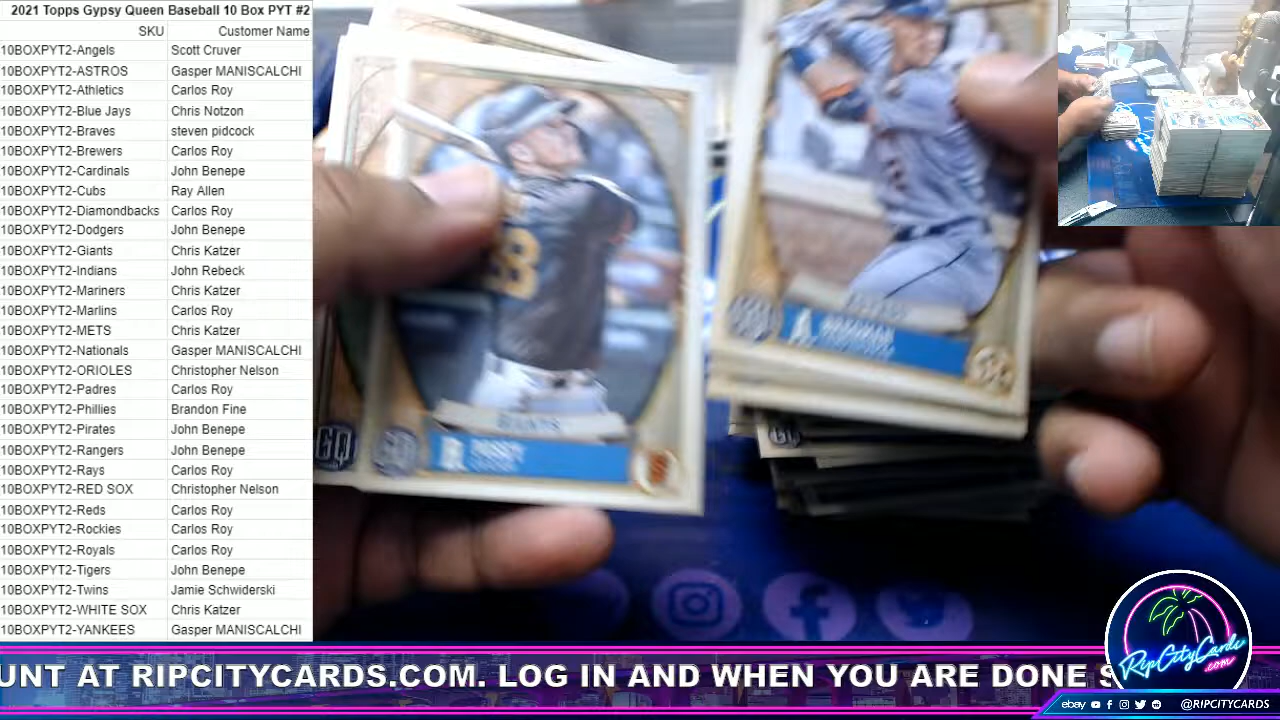 2021 Topps Gypsy Queen Baseball 10 Box PYT #2
SKU Customer Name
10BOXPYT2-Angels Scott Cruver
10BOXPYT2-ASTROS Gasper MANISCALCHI
10BOXPYT2-Athletics Carlos Roy
10BOXPYT2-Blue Jays Chris Notzon
10BOXPYT2-Braves steven pidcock
10BOXPYT2-Brewers Carlos Roy
10BOXPYT2-Cardinals John Benepe
10BOXPYT2-Cubs Ray Allen
10BOXPYT2-Diamondbacks Carlos Roy
10BOXPYT2-Dodgers John Benepe
10BOXPYT2-Giants Chris Katzer
10BOXPYT2-Indians John Rebeck
10BOXPYT2-Mariners Chris Katzer
10BOXPYT2-Marlins Carlos Roy
10BOXPYT2-METS Chris Katzer
10BOXPYT2-Nationals Gasper MANISCALCHI
10BOXPYT2-ORIOLES Christopher Nelson
10BOXPYT2-Padres Carlos Roy
10BOXPYT2-Phillies Brandon Fine
10BOXPYT2-Pirates John Benepe
10BOXPYT2-Rangers John Benepe
10BOXPYT2-Rays Carlos Roy
10BOXPYT2-RED SOX Christopher Nelson
10BOXPYT2-Reds Carlos Roy
10BOXPYT2-Rockies Carlos Roy
10BOXPYT2-Royals Carlos Roy
10BOXPYT2-Tigers John Benepe
10BOXPYT2-Twins Jamie Schwiderski
10BOXPYT2-WHITE SOX Chris Katzer
10BOXPYT2-YANKEES Gasper MANISCALCHI
GQ
GQ
GQ
UNT AT RIPCITYCARDS.COM. LOG IN AND WHEN YOU ARE DONE S
RipCityCards
.com
ebay @RIPCITYCARDS